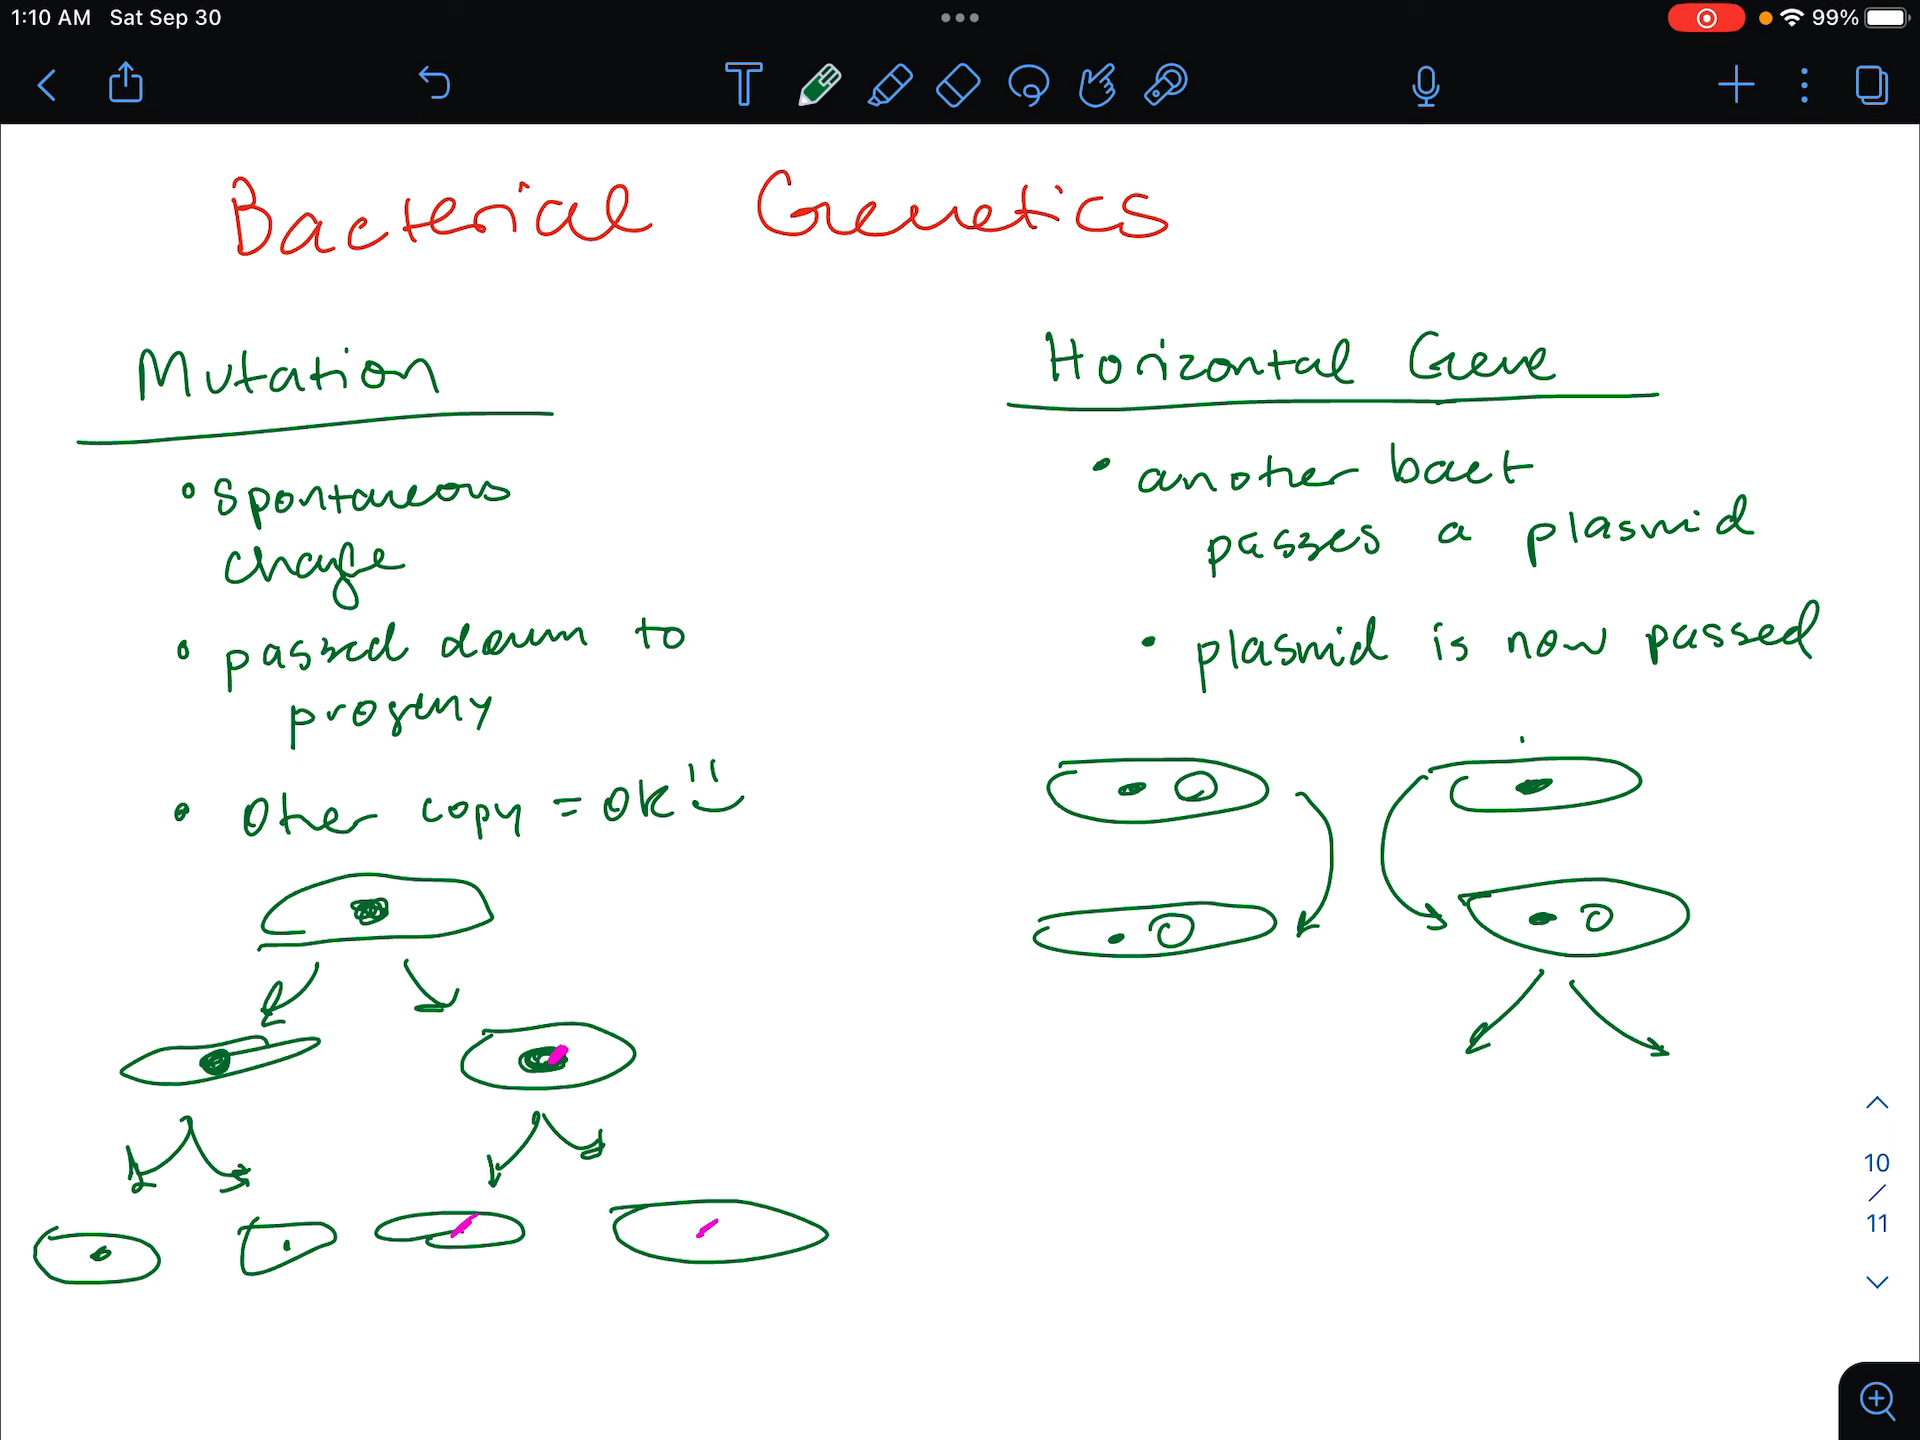 1:10 AM Sat Sep 30
99%
Bacterial Genetics
Mutation
• Spontaneous
change
• passed down to
progeny
• Other copy = ok
Horizontal Gene
• another bact
passes a plasmid
• plasmid is now passed
10
/
11